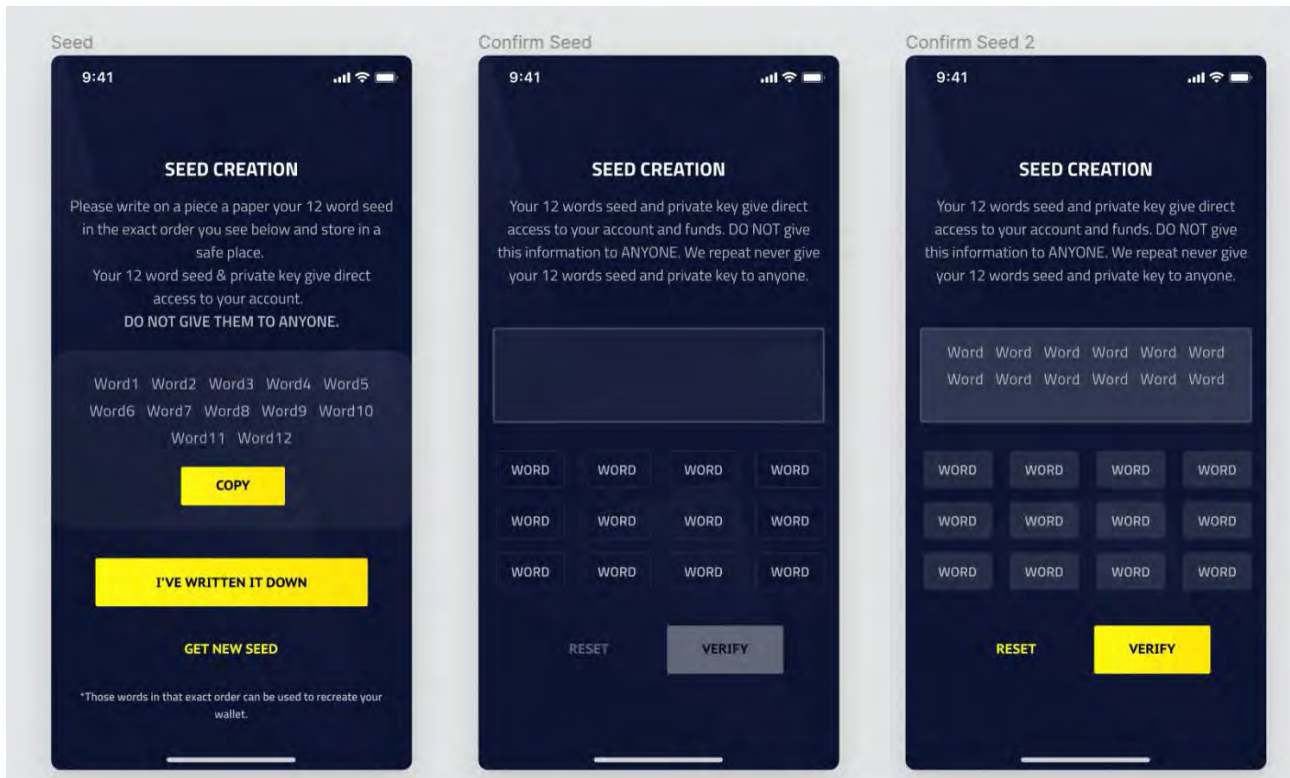 Seed
9:41
SEED CREATION
Please write on a piece a paper your 12 word seed
in the exact order you see below and store in a
safe place.
Your 12 word seed & private key give direct
access to your account.
DO NOT GIVE THEM TO ANYONE.
Word1 Word2 Word3 Word4 Word5
Word6 Word7 Word8 Word9 Word10
Word11 Word12
COPY
I'VE WRITTEN IT DOWN
GET NEW SEED
*Those words in that exact order can be used to recreate your
wallet.
Confirm Seed
9:41
SEED CREATION
Your 12 words seed and private key give direct
access to your account and funds. DO NOT give
this information to ANYONE. We repeat never give
your 12 words seed and private key to anyone.
WORD WORD WORD WORD
WORD WORD WORD WORD
WORD WORD WORD WORD
RESET VERIFY
Confirm Seed 2
9:41
SEED CREATION
Your 12 words seed and private key give direct
access to your account and funds. DO NOT give
this information to ANYONE. We repeat never give
your 12 words seed and private key to anyone.
Word Word Word Word Word Word
Word Word Word Word Word Word
WORD WORD WORD WORD
WORD WORD WORD WORD
WORD WORD WORD WORD
RESET VERIFY